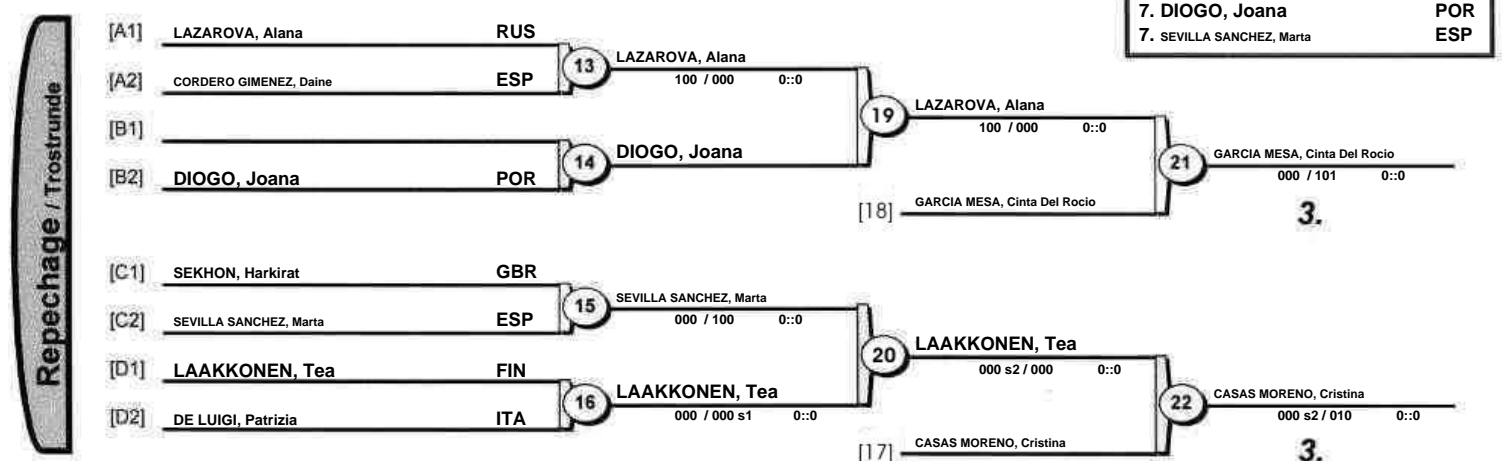 7. DIOGO, Joana POR
7. SEVILLA SANCHEZ, Marta ESP
Repechage / Trostrunde
[A1] LAZAROVA, Alana RUS
[A2] CORDERO GIMENEZ, Daine ESP
13
LAZAROVA, Alana
100 / 000 0::0
[B1]
[B2] DIOGO, Joana POR
14
DIOGO, Joana
19
LAZAROVA, Alana
100 / 000 0::0
[18] GARCIA MESA, Cinta Del Rocio
21
GARCIA MESA, Cinta Del Rocio
000 / 101 0::0
3.
[C1] SEKHON, Harkirat GBR
[C2] SEVILLA SANCHEZ, Marta ESP
15
SEVILLA SANCHEZ, Marta
000 / 100 0::0
[D1] LAAKKONEN, Tea FIN
[D2] DE LUIGI, Patrizia ITA
16
LAAKKONEN, Tea
000 / 000 s1 0::0
20
LAAKKONEN, Tea
000 s2 / 000 0::0
[17] CASAS MORENO, Cristina
22
CASAS MORENO, Cristina
000 s2 / 010 0::0
3.